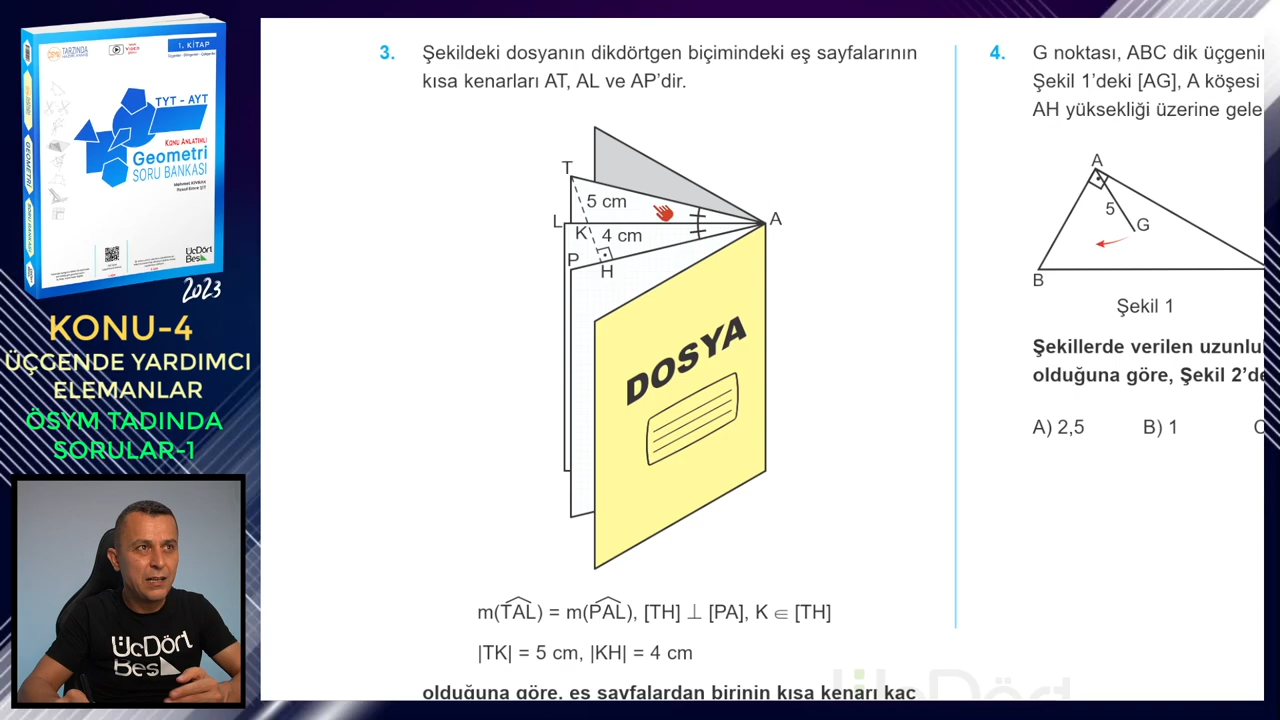 1. KİTAP
TYT - AYT
KONU ANLATIMLI
Geometri
SORU BANKASI
GEOMETRİ
ÜçDört
Beş
2023
KONU-4
ÜÇGENDE YARDIMCI
ELEMANLAR
ÖSYM TADINDA
SORULAR-1
ÜçDört
Beş
3. Şekildeki dosyanın dikdörtgen biçimindeki eş sayfalarının
kısa kenarları AT, AL ve AP'dir.
T
5 cm
L
K
4 cm
A
P
H
DOSYA
m(TAL) = m(PAL), [TH] ⊥ [PA], K ∈ [TH]
|TK| = 5 cm, |KH| = 4 cm
olduğuna göre, eş sayfalardan birinin kısa kenarı kaç
4. G noktası, ABC dik üçgenin
Şekil 1'deki [AG], A köşesi
AH yüksekliği üzerine gele
A
5
G
B
Şekil 1
Şekillerde verilen uzunlu
olduğuna göre, Şekil 2'de
A) 2,5 B) 1 C
ÜçDört